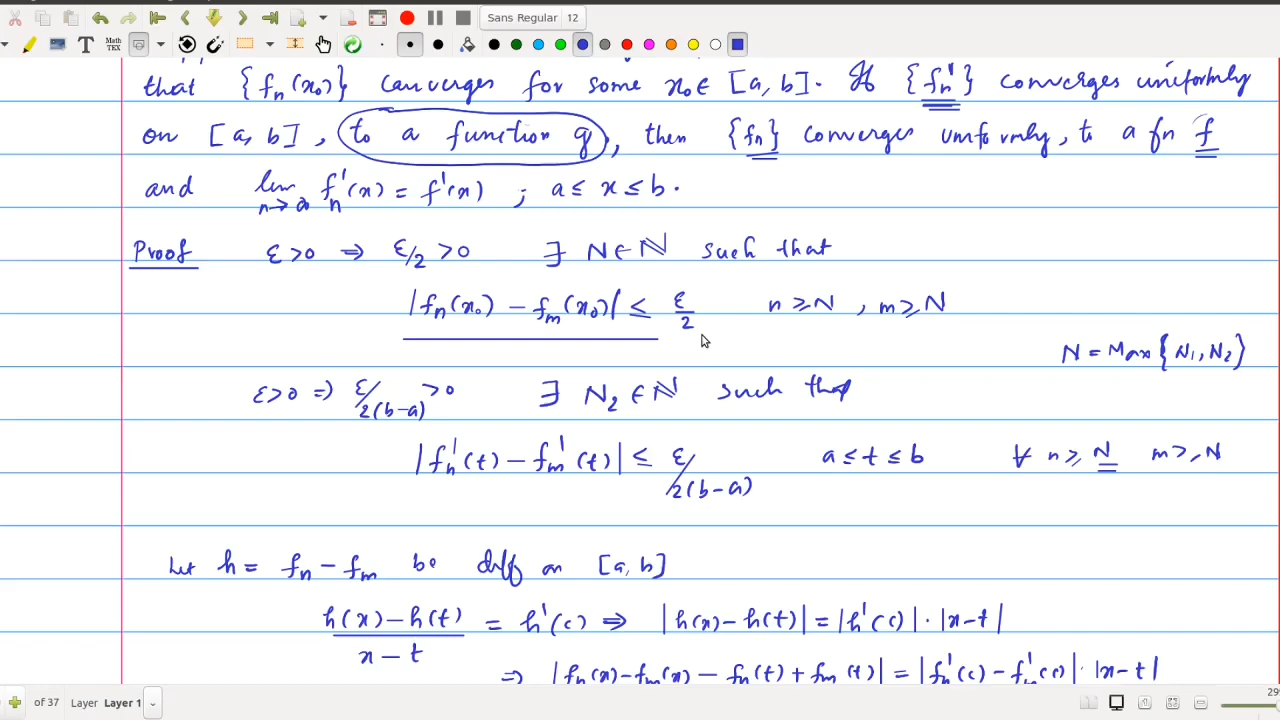 Sans Regular 12
Math TEX
that {fₙ(x₀)} converges for some x₀ ∈ [a, b]. If {fₙ'} converges uniformly
on [a, b], to a function g, then {fₙ} converges uniformly, to a fn f
and lim n→∞ fₙ'(x) = f'(x) ; a ≤ x ≤ b.
Proof ε>0 ⇒ ε/2 >0 ∃ N ∈ ℕ such that
|fₙ(x₀) − fₘ(x₀)| ≤ ε/2 n ≥ N, m ≥ N
N = Max{N₁, N₂}
ε>0 ⇒ ε/2(b−a) >0 ∃ N₂ ∈ ℕ such that
|fₙ'(t) − fₘ'(t)| ≤ ε/2(b−a) a ≤ t ≤ b ∀ n ≥ N m ≥ N
Let h = fₙ − fₘ be diff on [a, b]
h(x) − h(t) / x − t = h'(c) ⇒ |h(x) − h(t)| = |h'(c)| · |x−t|
⇒ |fₙ(x) − fₘ(x) − fₙ(t) + fₘ(t)| = |fₙ'(c) − fₘ'(c)| · |x−t|
of 37 Layer Layer 1
29